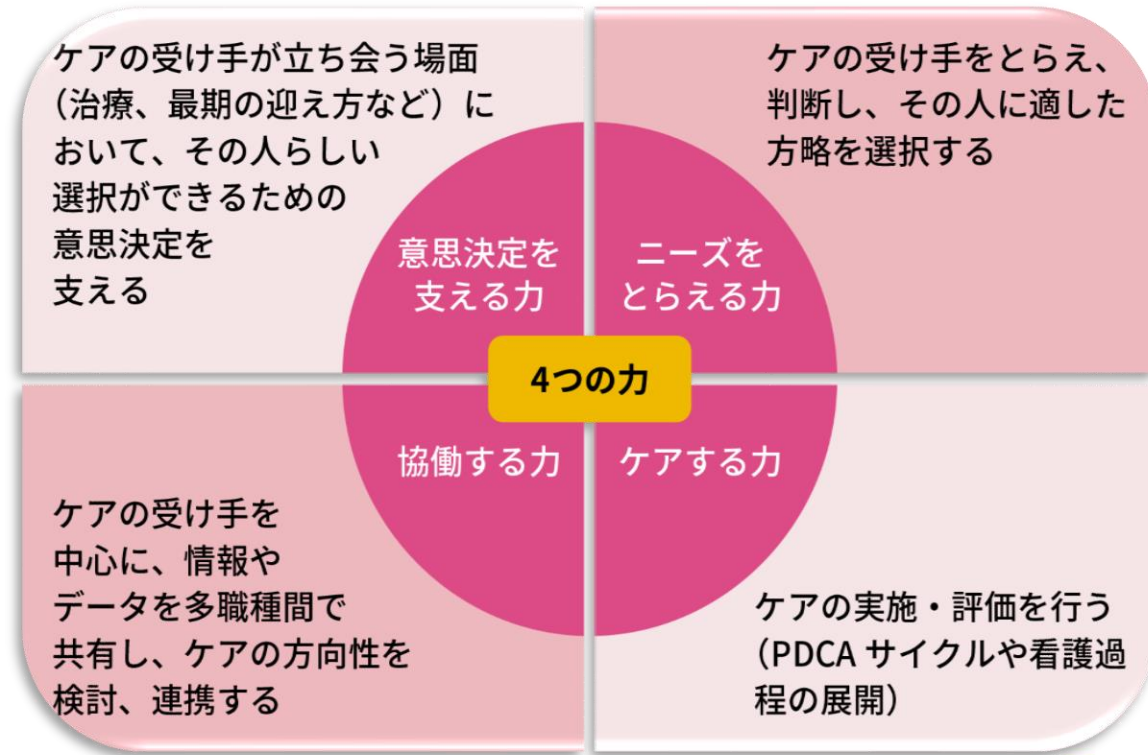 ケアの受け手が立ち会う場面
（治療、最期の迎え方など）に
おいて、その人らしい
選択ができるための
意思決定を
支える
意思決定を
支える力
ケアの受け手をとらえ、
判断し、その人に適した
方略を選択する
ニーズを
とらえる力
4つの力
協働する力
ケアの受け手を
中心に、情報や
データを多職種間で
共有し、ケアの方向性を
検討、連携する
ケアする力
ケアの実施・評価を行う
（PDCA サイクルや看護過
程の展開）